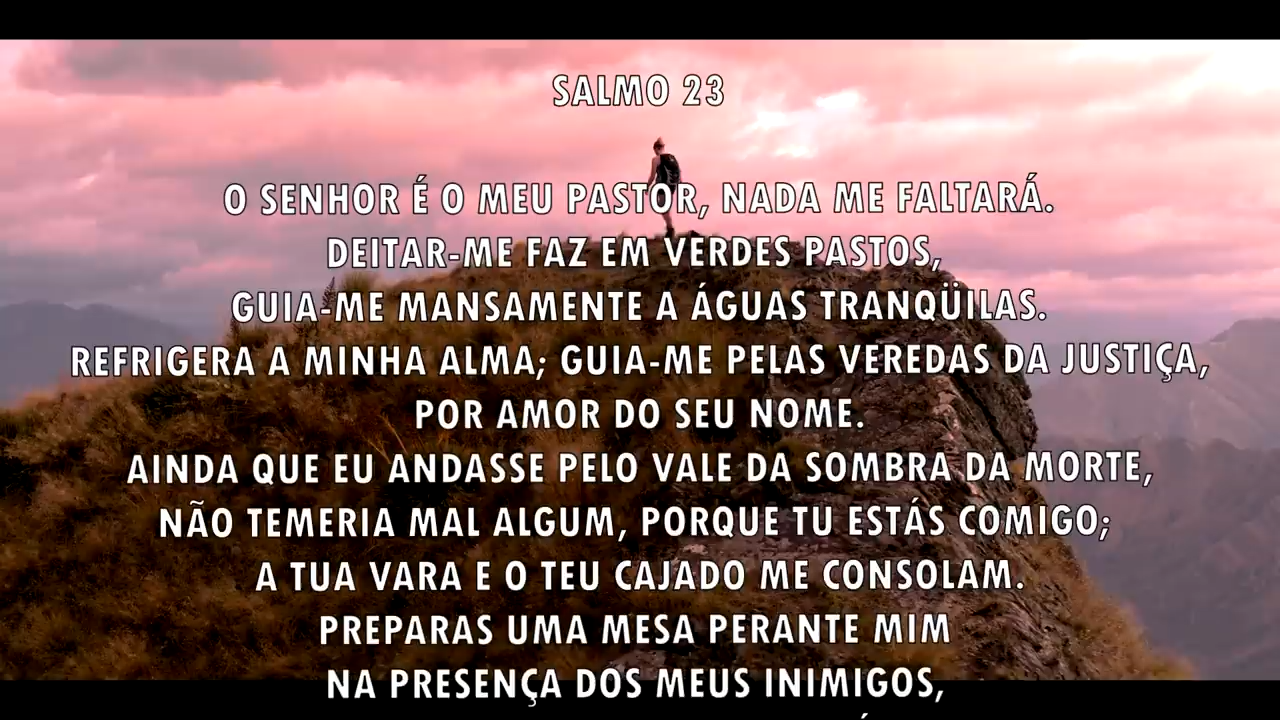 SALMO 23
O SENHOR É O MEU PASTOR, NADA ME FALTARÁ.
DEITAR-ME FAZ EM VERDES PASTOS,
GUIA-ME MANSAMENTE A ÁGUAS TRANQÜILAS.
REFRIGERA A MINHA ALMA; GUIA-ME PELAS VEREDAS DA JUSTIÇA,
POR AMOR DO SEU NOME.
AINDA QUE EU ANDASSE PELO VALE DA SOMBRA DA MORTE,
NÃO TEMERIA MAL ALGUM, PORQUE TU ESTÁS COMIGO;
A TUA VARA E O TEU CAJADO ME CONSOLAM.
PREPARAS UMA MESA PERANTE MIM
NA PRESENÇA DOS MEUS INIMIGOS,